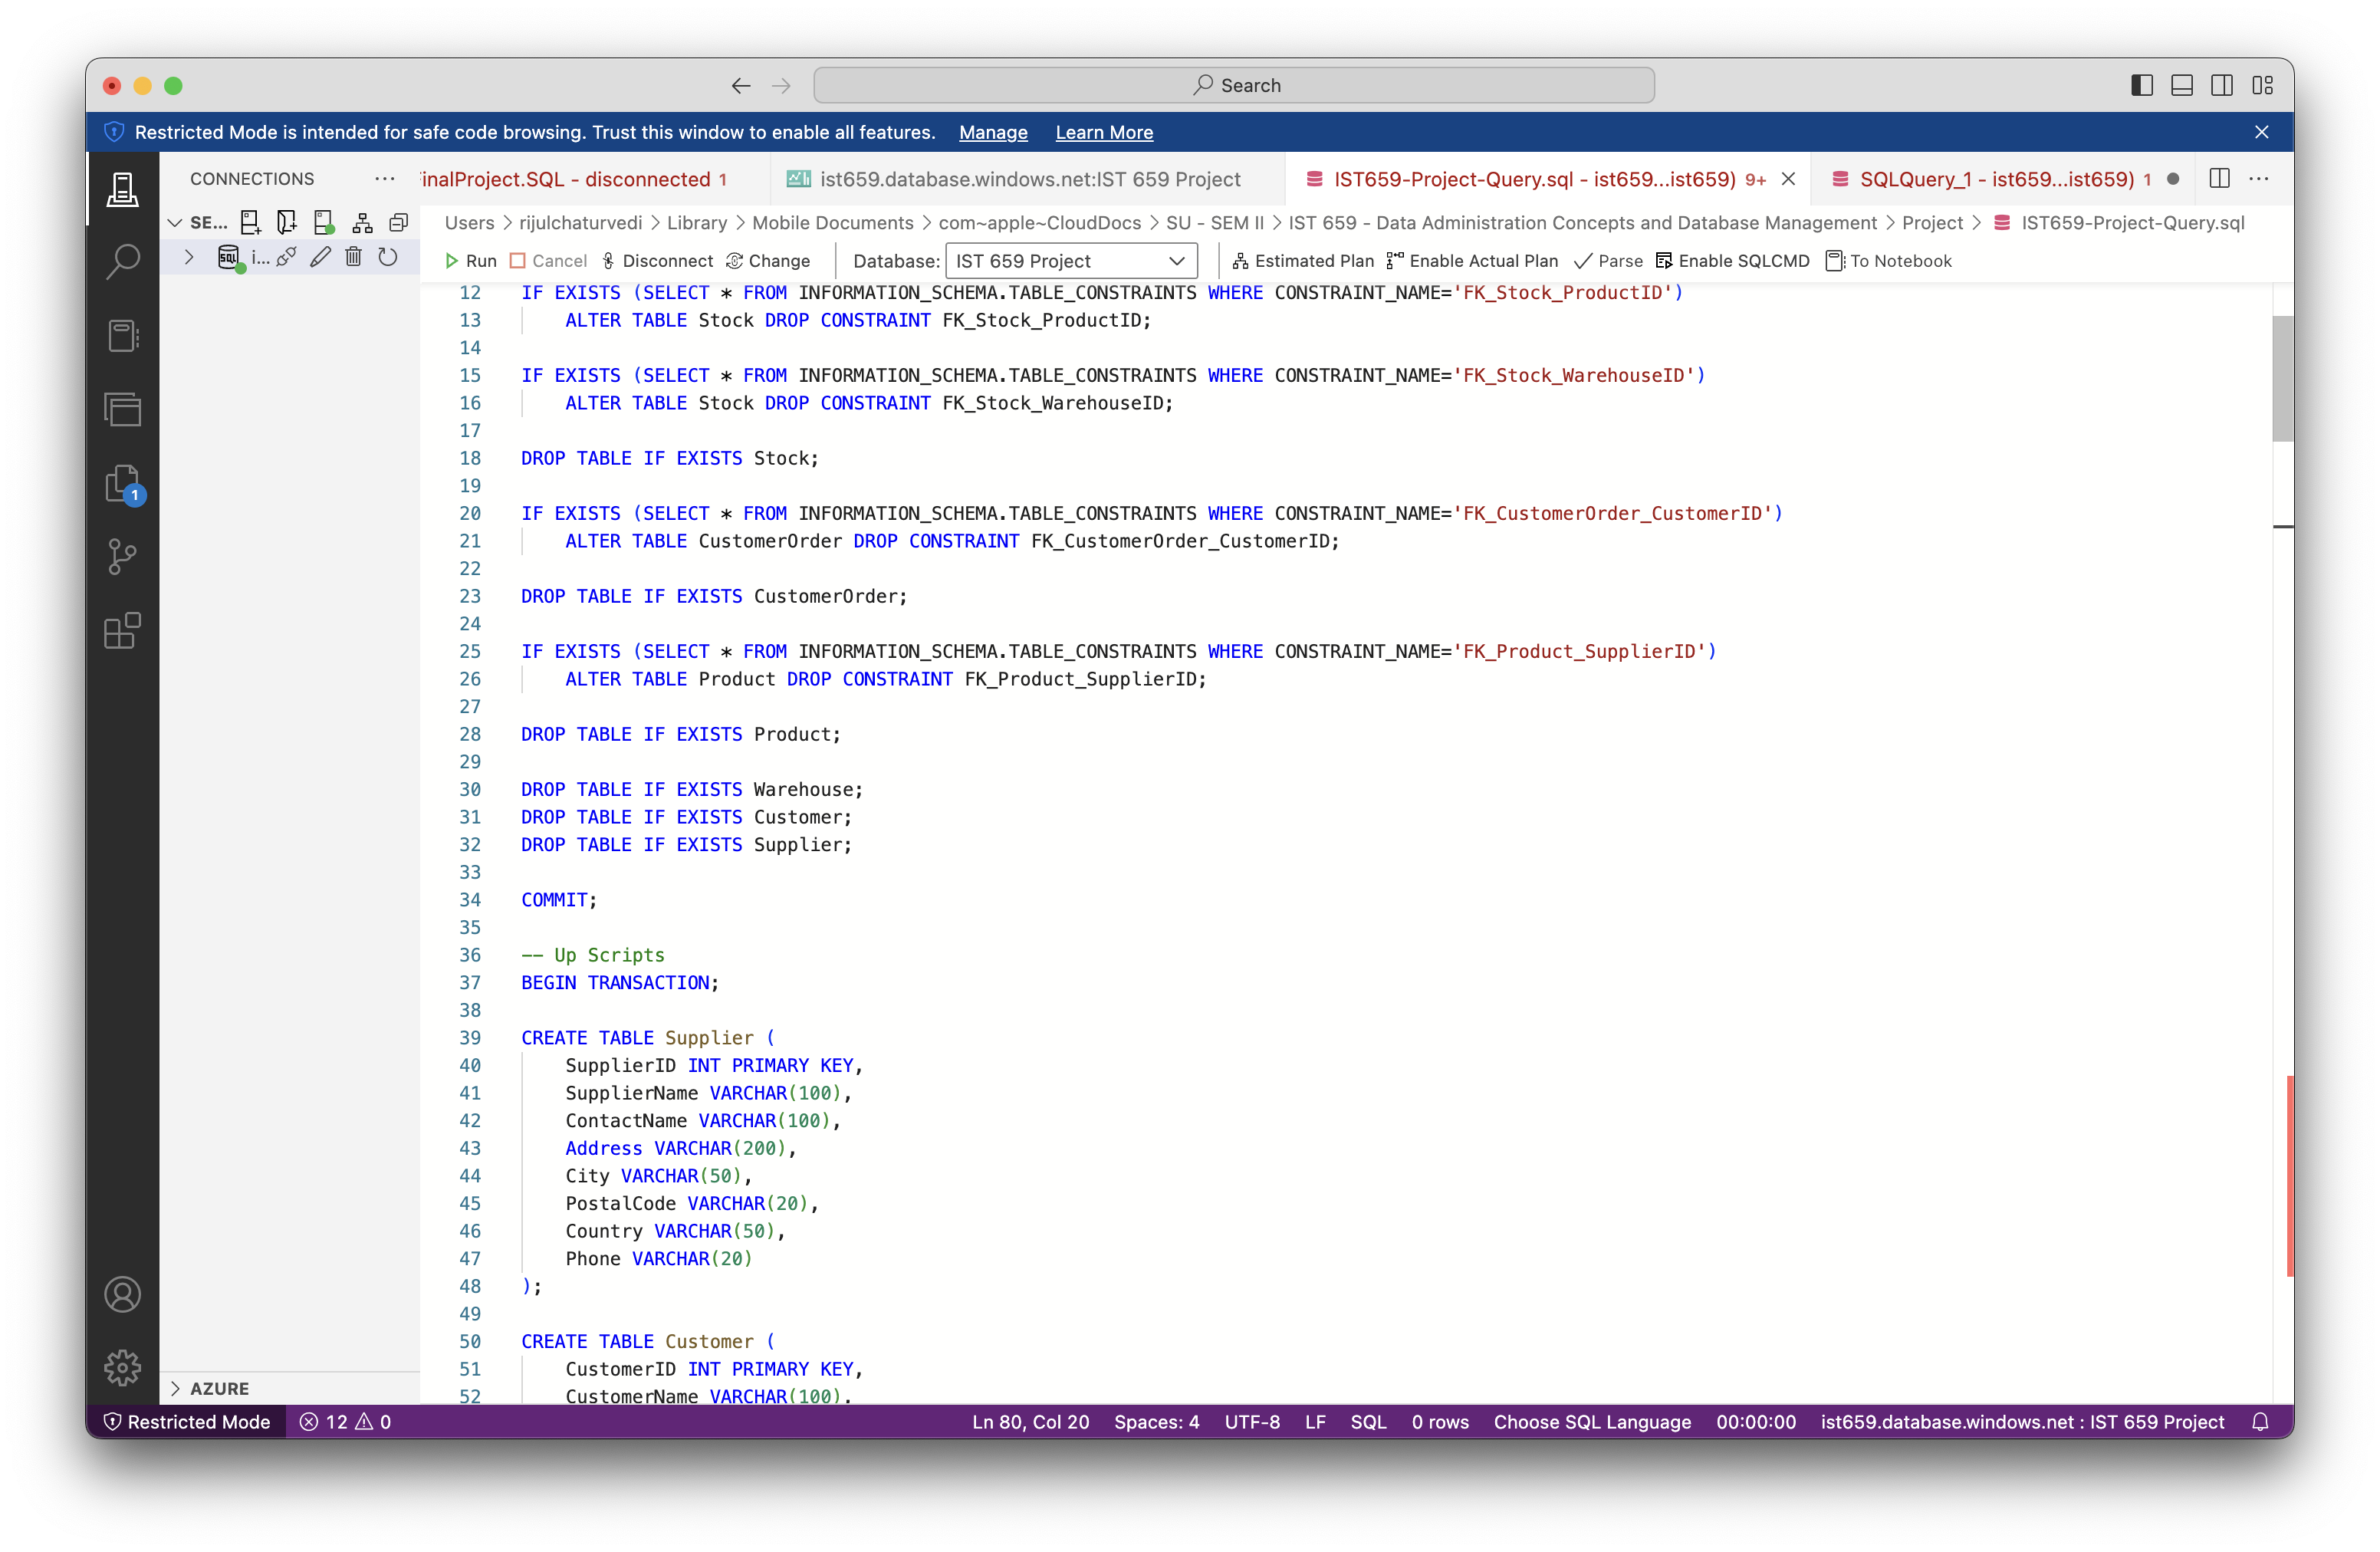 Search
Restricted Mode is intended for safe code browsing. Trust this window to enable all features. Manage Learn More
CONNECTIONS
inalProject.SQL - disconnected 1
ist659.database.windows.net:IST 659 Project
IST659-Project-Query.sql - ist659...ist659) 9+
SQLQuery_1 - ist659...ist659) 1
SE...
Users > rijulchaturvedi > Library > Mobile Documents > com~apple~CloudDocs > SU - SEM II > IST 659 - Data Administration Concepts and Database Management > Project > IST659-Project-Query.sql
SQL i...
Run Cancel Disconnect Change Database: IST 659 Project Estimated Plan Enable Actual Plan Parse Enable SQLCMD To Notebook
12 IF EXISTS (SELECT * FROM INFORMATION_SCHEMA.TABLE_CONSTRAINTS WHERE CONSTRAINT_NAME='FK_Stock_ProductID')
13     ALTER TABLE Stock DROP CONSTRAINT FK_Stock_ProductID;
14
15 IF EXISTS (SELECT * FROM INFORMATION_SCHEMA.TABLE_CONSTRAINTS WHERE CONSTRAINT_NAME='FK_Stock_WarehouseID')
16     ALTER TABLE Stock DROP CONSTRAINT FK_Stock_WarehouseID;
17
18 DROP TABLE IF EXISTS Stock;
19
20 IF EXISTS (SELECT * FROM INFORMATION_SCHEMA.TABLE_CONSTRAINTS WHERE CONSTRAINT_NAME='FK_CustomerOrder_CustomerID')
21     ALTER TABLE CustomerOrder DROP CONSTRAINT FK_CustomerOrder_CustomerID;
22
23 DROP TABLE IF EXISTS CustomerOrder;
24
25 IF EXISTS (SELECT * FROM INFORMATION_SCHEMA.TABLE_CONSTRAINTS WHERE CONSTRAINT_NAME='FK_Product_SupplierID')
26     ALTER TABLE Product DROP CONSTRAINT FK_Product_SupplierID;
27
28 DROP TABLE IF EXISTS Product;
29
30 DROP TABLE IF EXISTS Warehouse;
31 DROP TABLE IF EXISTS Customer;
32 DROP TABLE IF EXISTS Supplier;
33
34 COMMIT;
35
36 -- Up Scripts
37 BEGIN TRANSACTION;
38
39 CREATE TABLE Supplier (
40     SupplierID INT PRIMARY KEY,
41     SupplierName VARCHAR(100),
42     ContactName VARCHAR(100),
43     Address VARCHAR(200),
44     City VARCHAR(50),
45     PostalCode VARCHAR(20),
46     Country VARCHAR(50),
47     Phone VARCHAR(20)
48 );
49
50 CREATE TABLE Customer (
51     CustomerID INT PRIMARY KEY,
52     CustomerName VARCHAR(100),
1
AZURE
Restricted Mode 12 0 Ln 80, Col 20 Spaces: 4 UTF-8 LF SQL 0 rows Choose SQL Language 00:00:00 ist659.database.windows.net : IST 659 Project